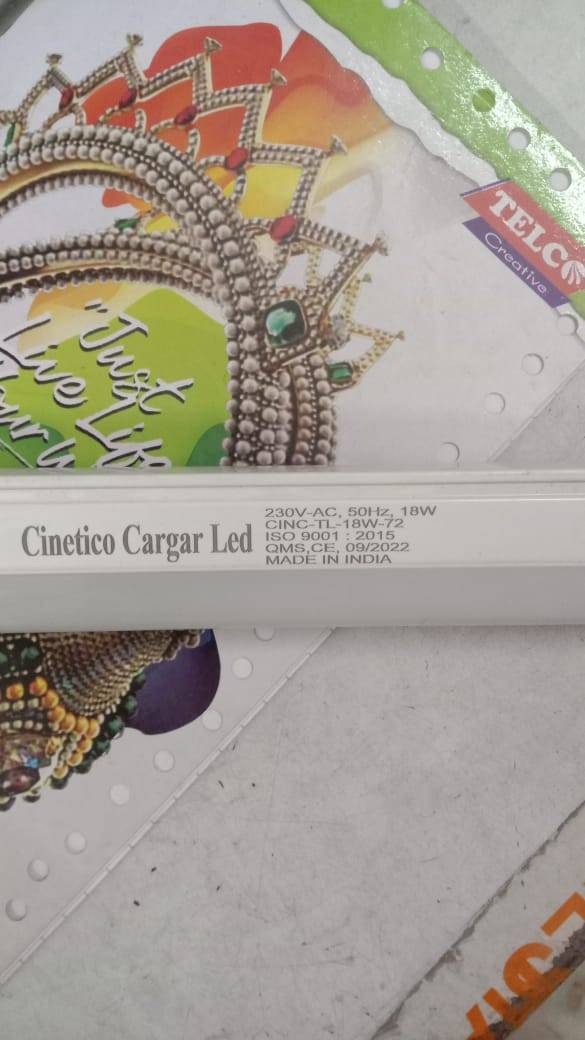 TELCO
Creative
"Just
Live Life
Cinetico Cargar Led
230V-AC, 50Hz, 18W
CINC-TL-18W-72
ISO 9001 : 2015
QMS,CE, 09/2022
MADE IN INDIA